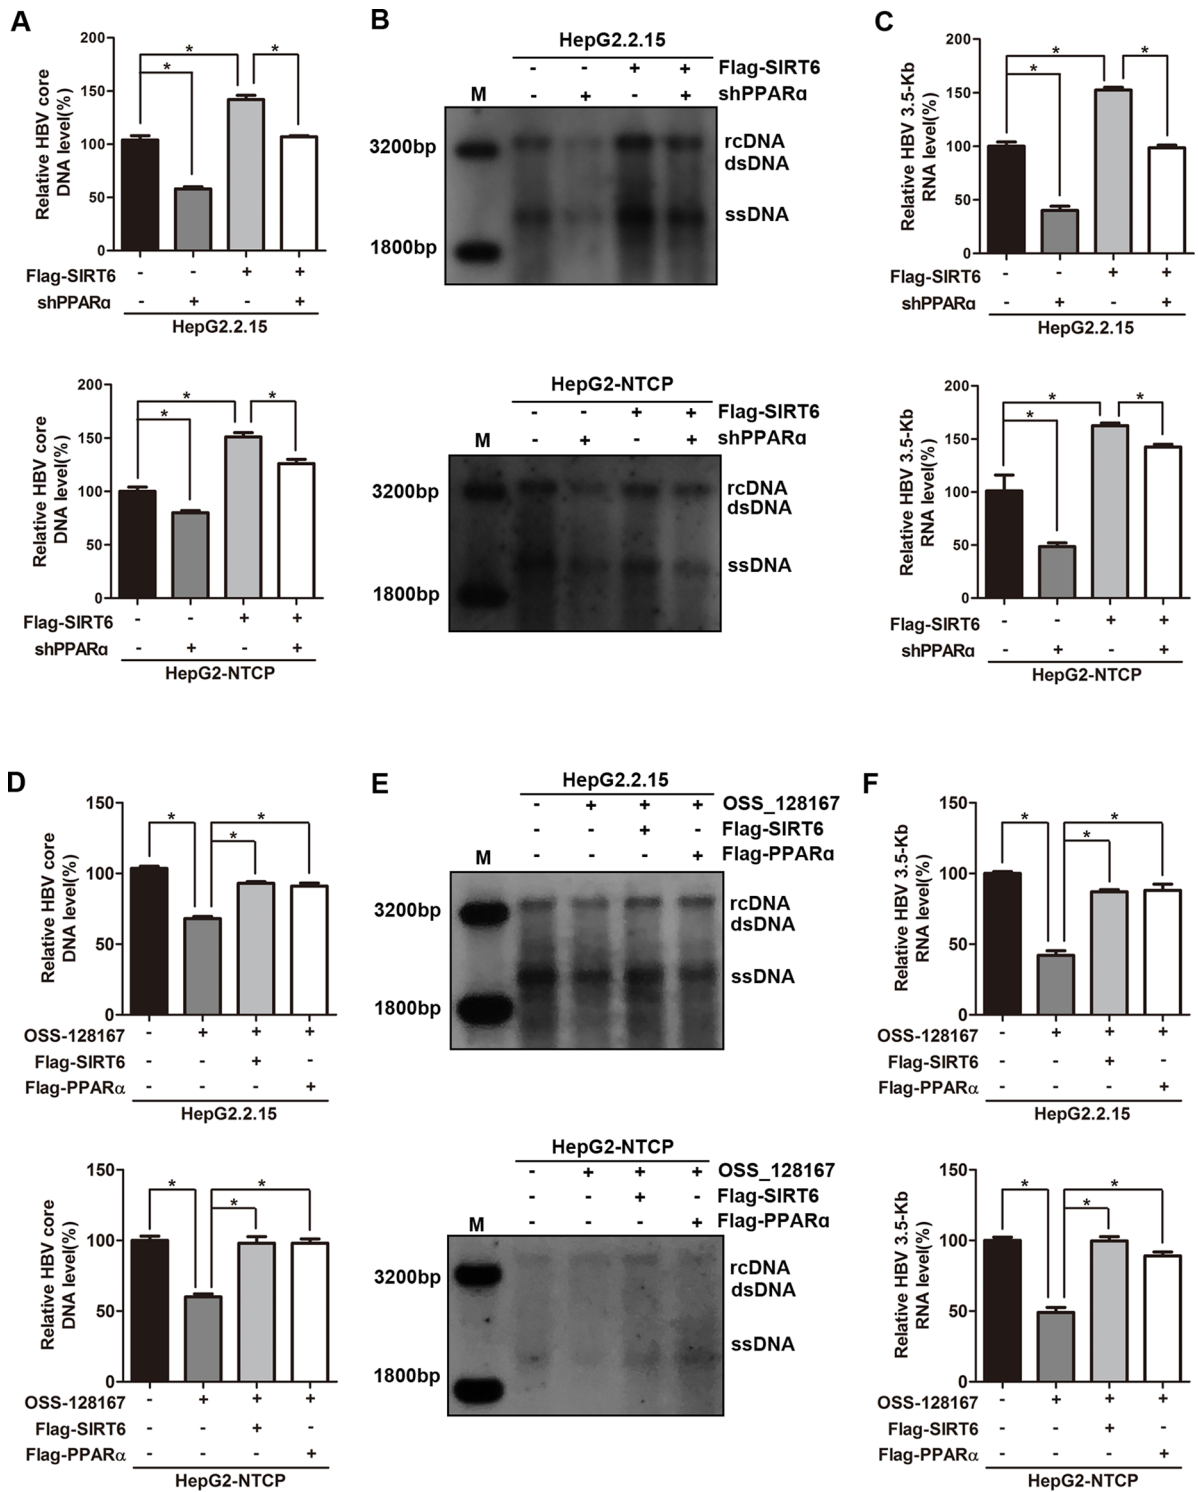 A
Relative HBV core
DNA level(%)
200
150
100
50
0
*
*
*
Flag-SIRT6 - - + +
shPPARα - + - +
HepG2.2.15
Relative HBV core
DNA level(%)
200
150
100
50
0
*
*
*
Flag-SIRT6 - - + +
shPPARα - + - +
HepG2-NTCP
B
HepG2.2.15
- - + + Flag-SIRT6
M - + - + shPPARα
3200bp
1800bp
rcDNA
dsDNA
ssDNA
HepG2-NTCP
- - + + Flag-SIRT6
M - + - + shPPARα
3200bp
1800bp
rcDNA
dsDNA
ssDNA
C
Relative HBV 3.5-Kb
RNA level(%)
200
150
100
50
0
*
*
*
Flag-SIRT6 - - + +
shPPARα - + - +
HepG2.2.15
Relative HBV 3.5-Kb
RNA level(%)
200
150
100
50
0
*
*
*
Flag-SIRT6 - - + +
shPPARα - + - +
HepG2-NTCP
D
Relative HBV core
DNA level(%)
150
100
50
0
*
*
*
OSS-128167 - + + +
Flag-SIRT6 - - + -
Flag-PPARα - - - +
HepG2.2.15
Relative HBV core
DNA level(%)
150
100
50
0
*
*
*
OSS-128167 - + + +
Flag-SIRT6 - - + -
Flag-PPARα - - - +
HepG2-NTCP
E
HepG2.2.15
- + + + OSS_128167
- - + - Flag-SIRT6
M - - - + Flag-PPARα
3200bp
1800bp
rcDNA
dsDNA
ssDNA
HepG2-NTCP
- + + + OSS_128167
- - + - Flag-SIRT6
M - - - + Flag-PPARα
3200bp
1800bp
rcDNA
dsDNA
ssDNA
F
Relative HBV 3.5-Kb
RNA level(%)
150
100
50
0
*
*
*
OSS-128167 - + + +
Flag-SIRT6 - - + -
Flag-PPARα - - - +
HepG2.2.15
Relative HBV 3.5-Kb
RNA level(%)
150
100
50
0
*
*
*
OSS-128167 - + + +
Flag-SIRT6 - - + -
Flag-PPARα - - - +
HepG2-NTCP